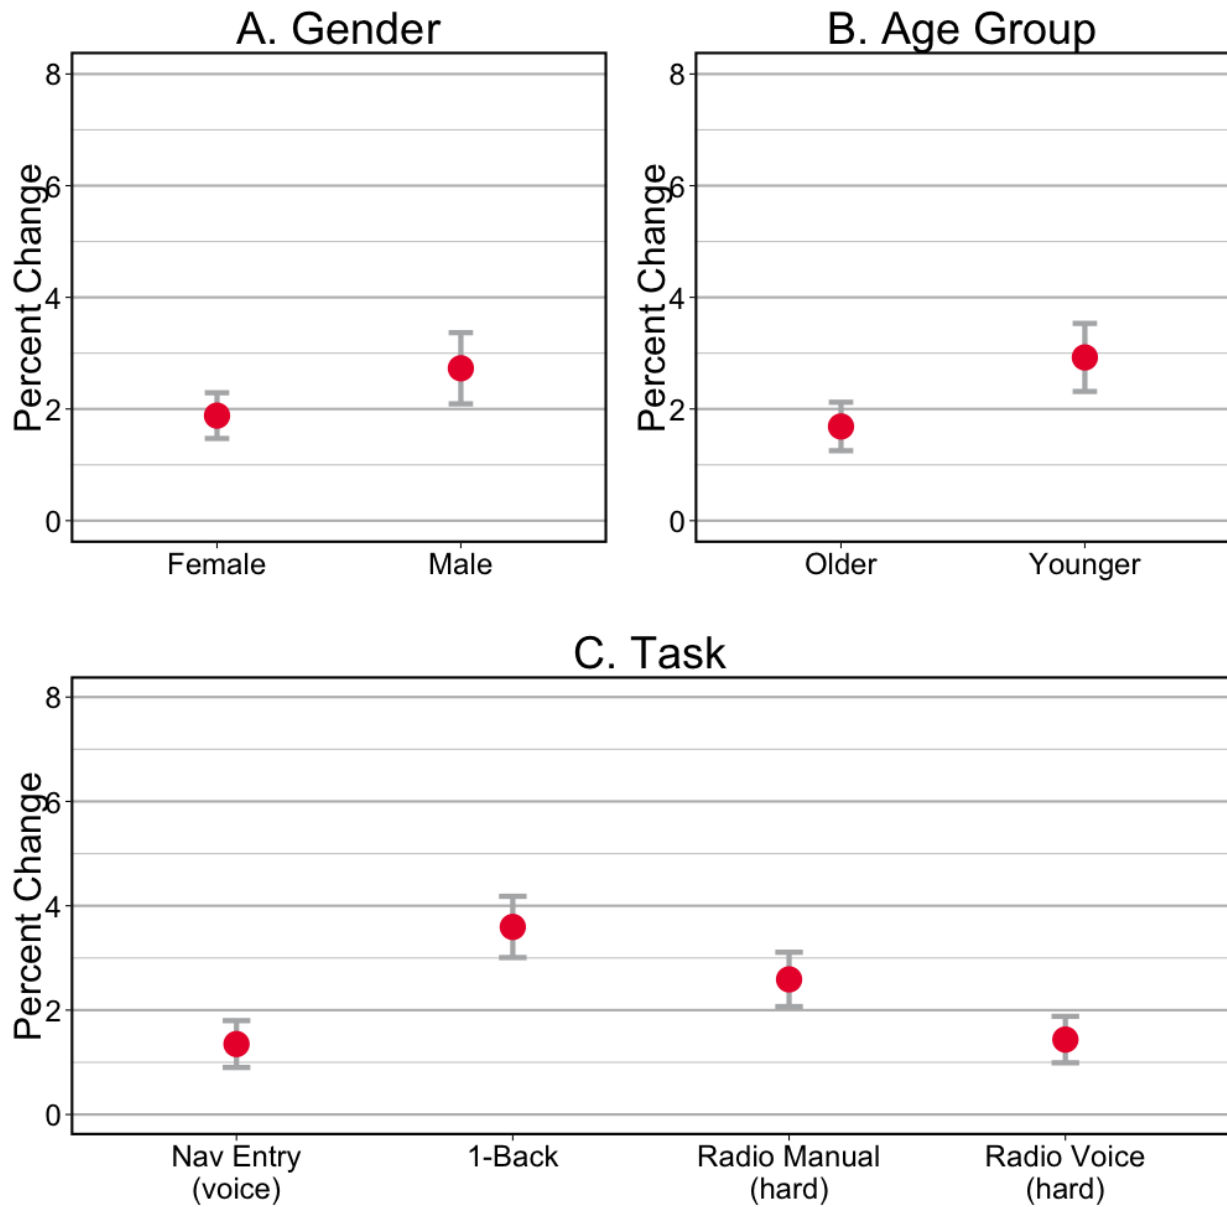 A. Gender
B. Age Group
Percent Change
8
6
4
2
0
Female Male
Percent Change
8
6
4
2
0
Older Younger
C. Task
Percent Change
8
6
4
2
0
Nav Entry
(voice)
1-Back
Radio Manual
(hard)
Radio Voice
(hard)